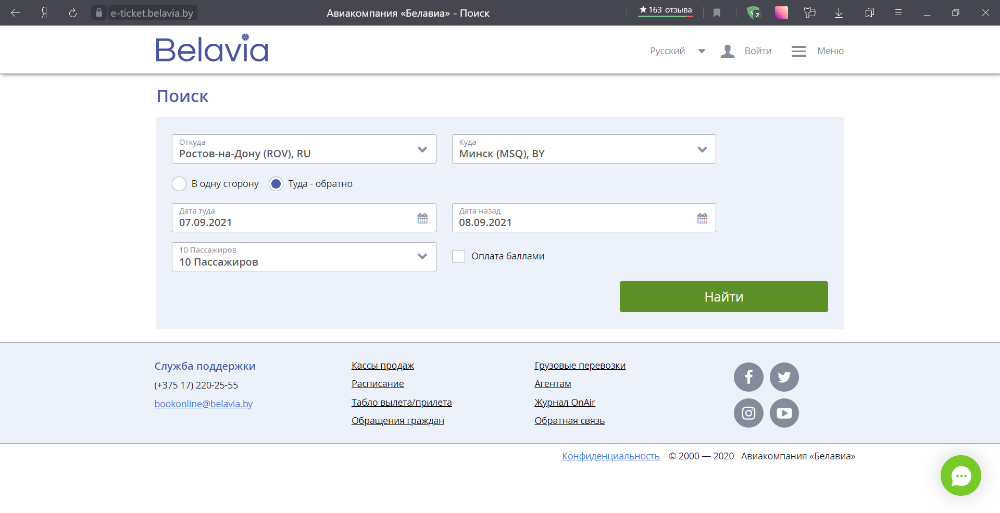 Я e-ticket.belavia.by Авиакомпания «Белавиа» - Поиск ★163 отзыва 2
Belavia
Русский Войти Меню
Поиск
Откуда
Ростов-на-Дону (ROV), RU
Куда
Минск (MSQ), BY
В одну сторону Туда - обратно
Дата туда
07.09.2021
Дата назад
08.09.2021
10 Пассажиров
10 Пассажиров
Оплата баллами
Найти
Служба поддержки
(+375 17) 220-25-55
bookonline@belavia.by
Кассы продаж
Расписание
Табло вылета/прилета
Обращения граждан
Грузовые перевозки
Агентам
Журнал OnAir
Обратная связь
Конфиденциальность © 2000 — 2020 Авиакомпания «Белавиа»